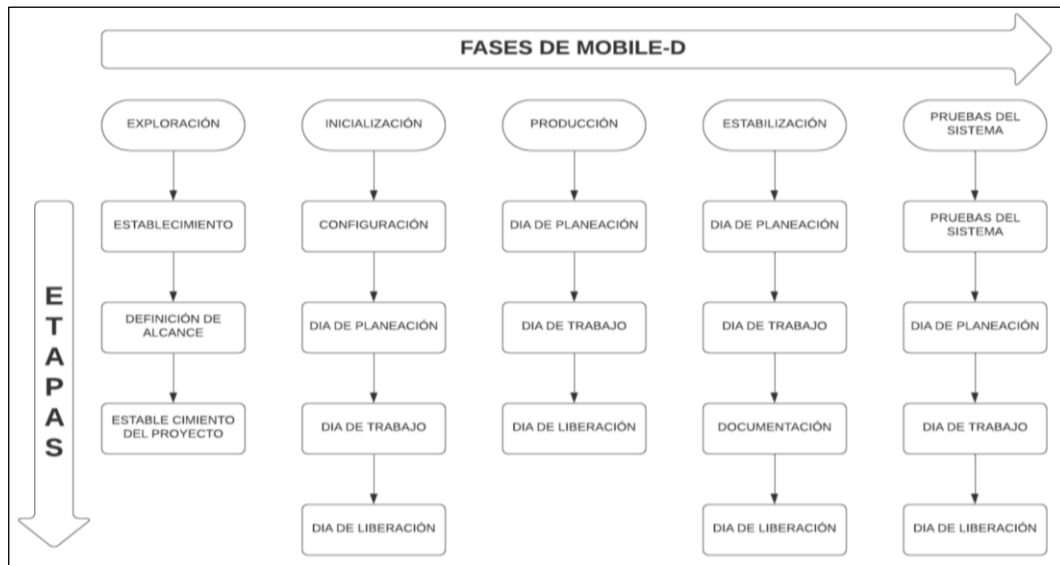 FASES DE MOBILE-D
EXPLORACIÓN
INICIALIZACIÓN
PRODUCCIÓN
ESTABILIZACIÓN
PRUEBAS DEL
SISTEMA
ETAPAS
ESTABLECIMIENTO
CONFIGURACIÓN
DIA DE PLANEACIÓN
DIA DE PLANEACIÓN
PRUEBAS DEL
SISTEMA
DEFINICIÓN DE
ALCANCE
DIA DE PLANEACIÓN
DIA DE TRABAJO
DIA DE TRABAJO
DIA DE PLANEACIÓN
ESTABLE CIMIENTO
DEL PROYECTO
DIA DE TRABAJO
DIA DE LIBERACIÓN
DOCUMENTACIÓN
DIA DE TRABAJO
DIA DE LIBERACIÓN
DIA DE LIBERACIÓN
DIA DE LIBERACIÓN